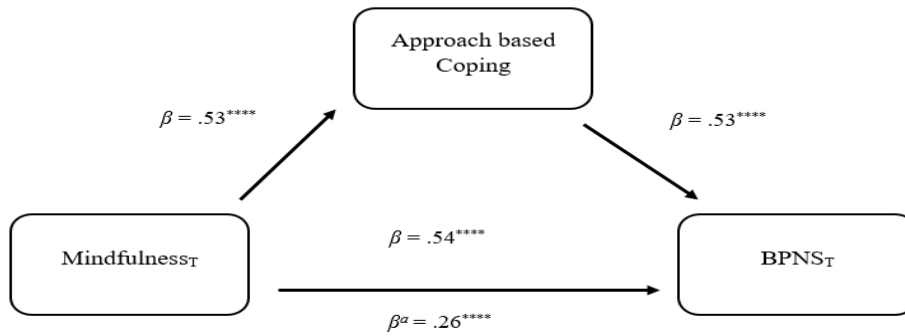 Approach based
Coping
β = .53****
β = .53****
β = .54****
Mindfulness_T
BPNS_T
β^a = .26****